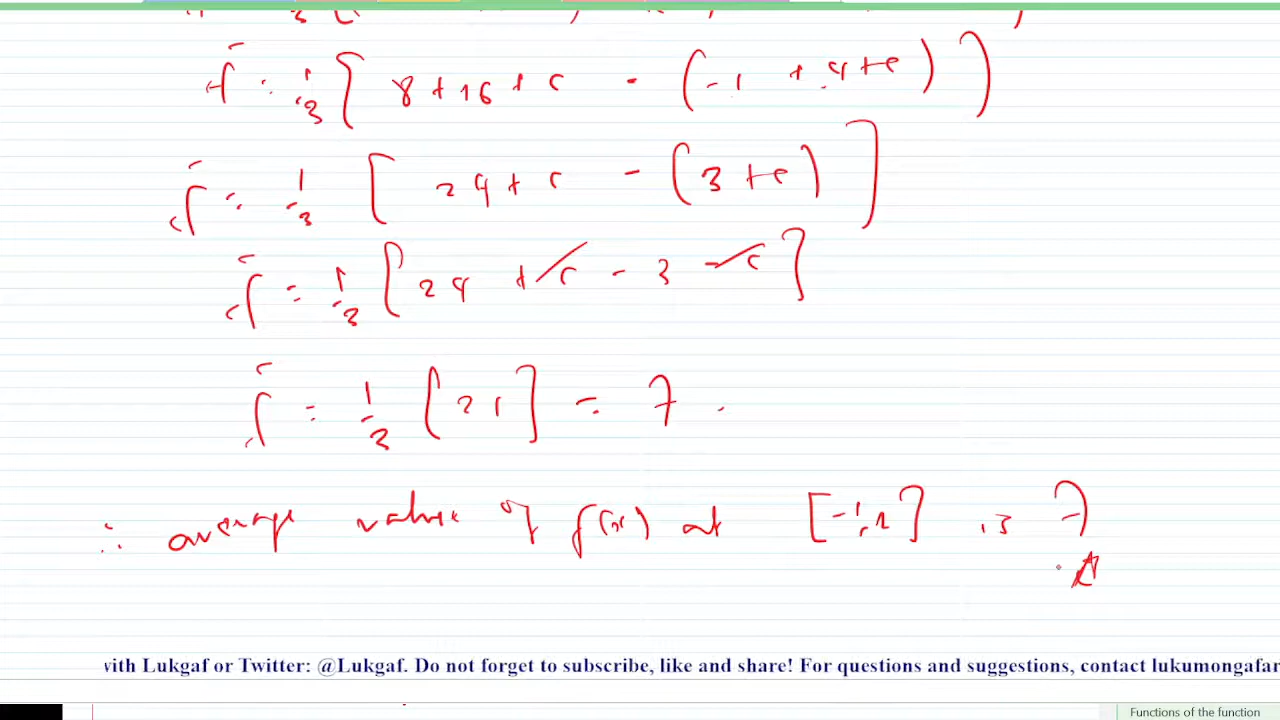 f̄ = 1/3 [ 8 + 16 + c - (-1 + 4 + c) ]
f̄ = 1/3 [ 24 + c - (3 + c) ]
f̄ = 1/3 [ 24 + c - 3 - c ]
f̄ = 1/3 [ 21 ] = 7.
∴ average value of f(x) at [-1, 2] is 7
with Lukgaf or Twitter: @Lukgaf. Do not forget to subscribe, like and share! For questions and suggestions, contact lukumongafar
Functions of the function